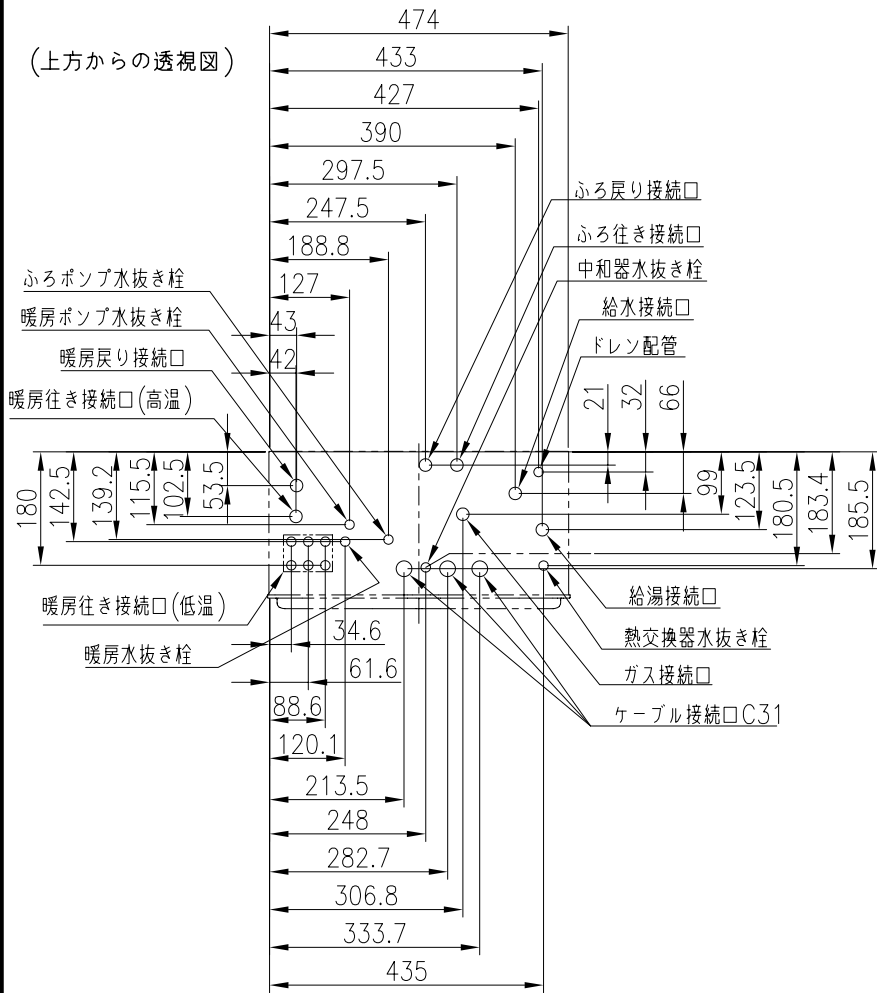 474
(上方からの透視図)
433
427
390
297.5
247.5
188.8
127
43
42
ふろ戻り接続口
ふろ往き接続口
中和器水抜き栓
給水接続口
ドレン配管
ふろポンプ水抜き栓
暖房ポンプ水抜き栓
暖房戻り接続口
暖房往き接続口(高温)
180
142.5
139.2
115.5
102.5
53.5
21
32
66
99
123.5
180.5
183.4
185.5
暖房往き接続口(低温)
暖房水抜き栓
給湯接続口
熱交換器水抜き栓
ガス接続口
ケーブル接続口C31
34.6
61.6
88.6
120.1
213.5
248
282.7
306.8
333.7
435